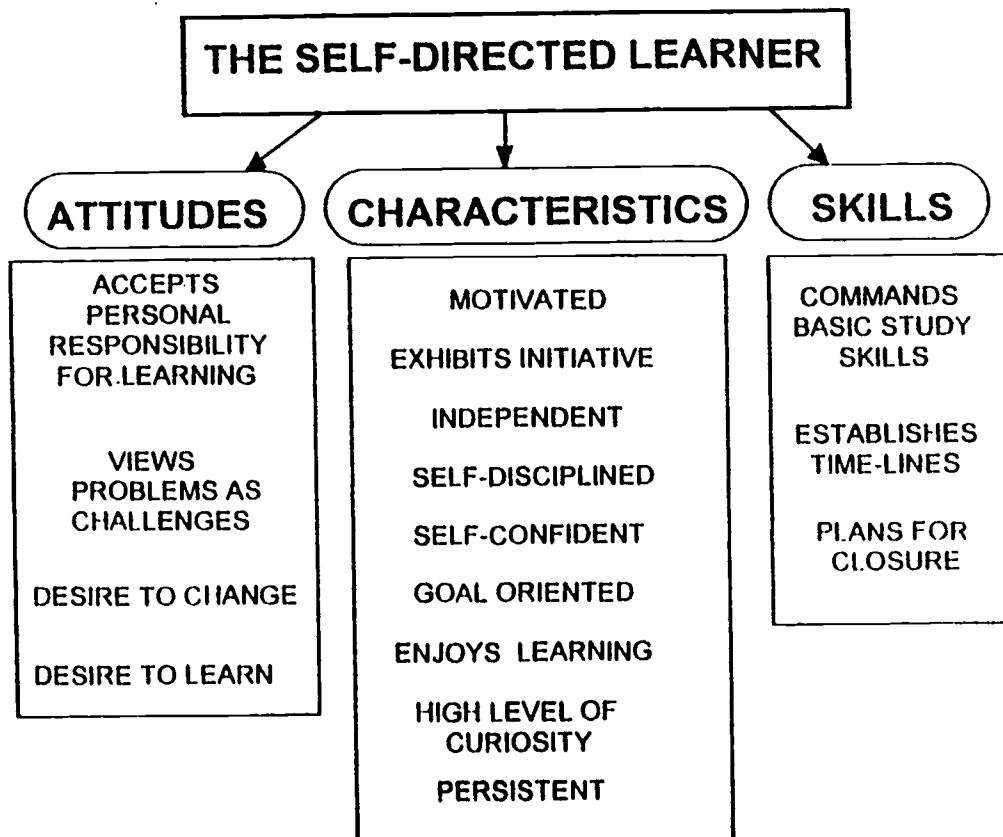 THE SELF-DIRECTED LEARNER
ATTITUDES
ACCEPTS
PERSONAL
RESPONSIBILITY
FOR LEARNING
VIEWS
PROBLEMS AS
CHALLENGES
DESIRE TO CHANGE
DESIRE TO LEARN
CHARACTERISTICS
MOTIVATED
EXHIBITS INITIATIVE
INDEPENDENT
SELF-DISCIPLINED
SELF-CONFIDENT
GOAL ORIENTED
ENJOYS LEARNING
HIGH LEVEL OF
CURIOSITY
PERSISTENT
SKILLS
COMMANDS
BASIC STUDY
SKILLS
ESTABLISHES
TIME-LINES
PLANS FOR
CLOSURE